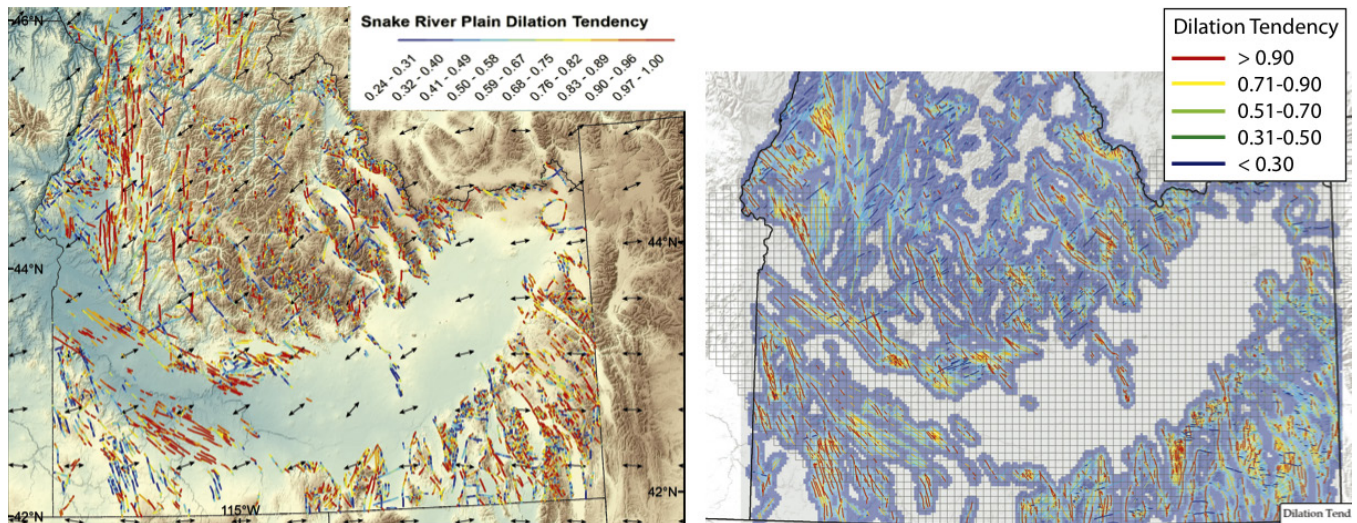 46°N
Snake River Plain Dilation Tendency
0.24 - 0.31
0.32 - 0.40
0.41 - 0.49
0.50 - 0.58
0.59 - 0.67
0.68 - 0.75
0.76 - 0.82
0.83 - 0.89
0.90 - 0.96
0.97 - 1.00
44°N
44°N
42°N
42°N
115°W
Dilation Tendency
> 0.90
0.71-0.90
0.51-0.70
0.31-0.50
< 0.30
Dilation Tend